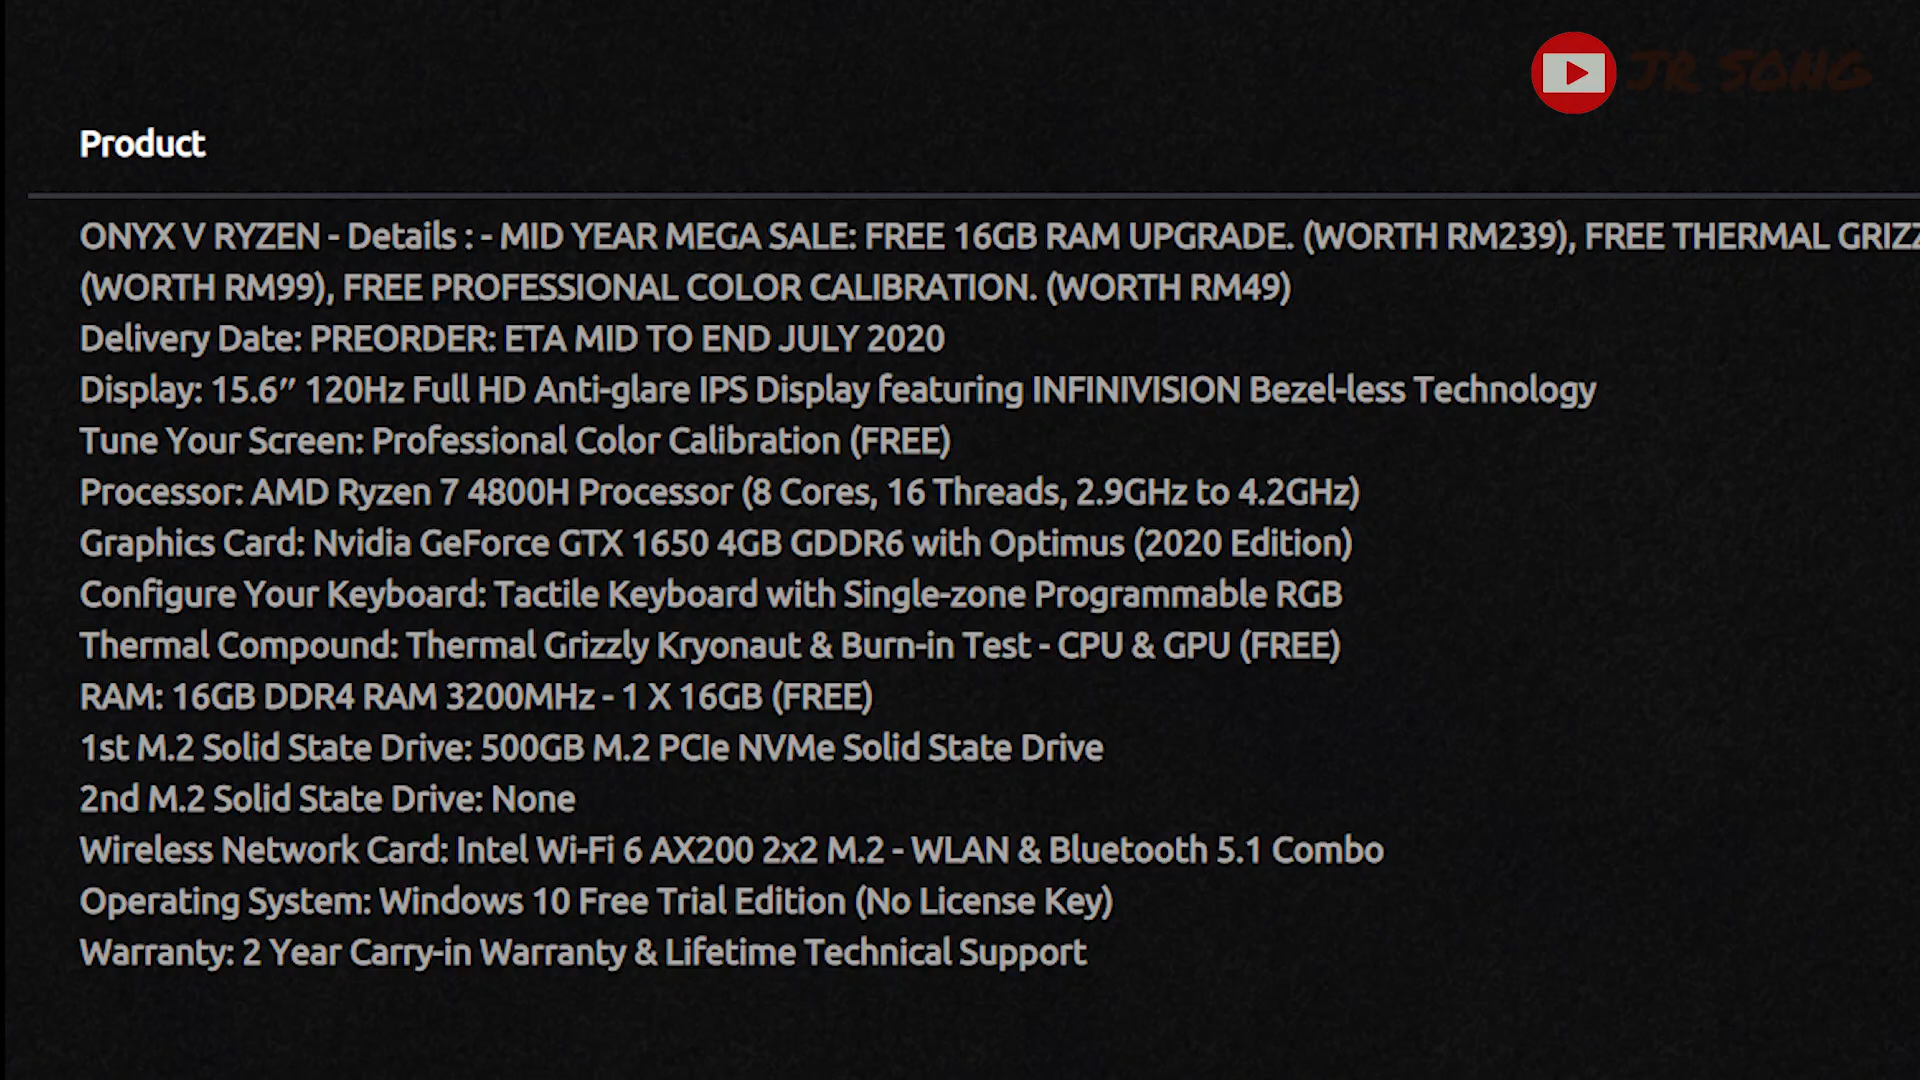 JR SONG
Product
ONYX V RYZEN - Details : - MID YEAR MEGA SALE: FREE 16GB RAM UPGRADE. (WORTH RM239), FREE THERMAL
(WORTH RM99), FREE PROFESSIONAL COLOR CALIBRATION. (WORTH RM49)
Delivery Date: PREORDER: ETA MID TO END JULY 2020
Display: 15.6″ 120Hz Full HD Anti-glare IPS Display featuring INFINIVISION Bezel-less Technology
Tune Your Screen: Professional Color Calibration (FREE)
Processor: AMD Ryzen 7 4800H Processor (8 Cores, 16 Threads, 2.9GHz to 4.2GHz)
Graphics Card: Nvidia GeForce GTX 1650 4GB GDDR6 with Optimus (2020 Edition)
Configure Your Keyboard: Tactile Keyboard with Single-zone Programmable RGB
Thermal Compound: Thermal Grizzly Kryonaut & Burn-in Test - CPU & GPU (FREE)
RAM: 16GB DDR4 RAM 3200MHz - 1 X 16GB (FREE)
1st M.2 Solid State Drive: 500GB M.2 PCIe NVMe Solid State Drive
2nd M.2 Solid State Drive: None
Wireless Network Card: Intel Wi-Fi 6 AX200 2x2 M.2 - WLAN & Bluetooth 5.1 Combo
Operating System: Windows 10 Free Trial Edition (No License Key)
Warranty: 2 Year Carry-in Warranty & Lifetime Technical Support